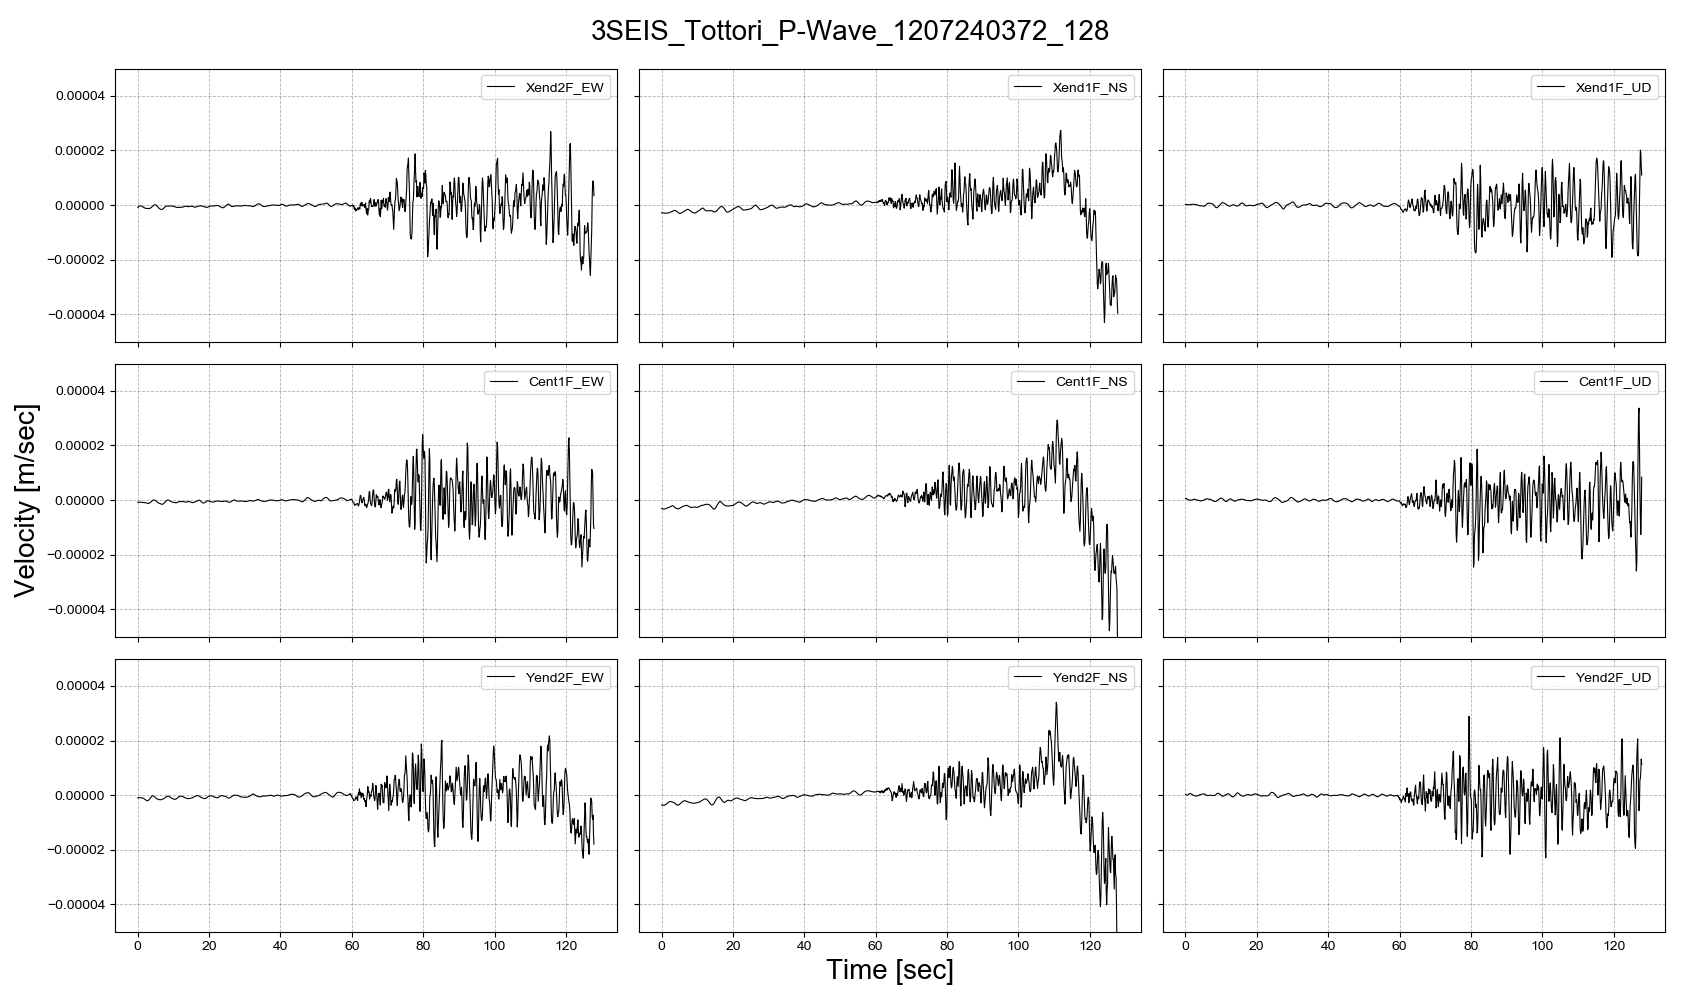 3SEIS_Tottori_P-Wave_1207240372_128
Xend2F_EW
Xend1F_NS
Xend1F_UD
0.00004
0.00002
0.00000
−0.00002
−0.00004
0 20 40 60 80 100 120
Cent1F_EW
Cent1F_NS
Cent1F_UD
0.00004
0.00002
0.00000
−0.00002
−0.00004
Velocity [m/sec]
Yend2F_EW
Yend2F_NS
Yend2F_UD
0.00004
0.00002
0.00000
−0.00002
−0.00004
0 20 40 60 80 100 120
0 20 40 60 80 100 120
Time [sec]